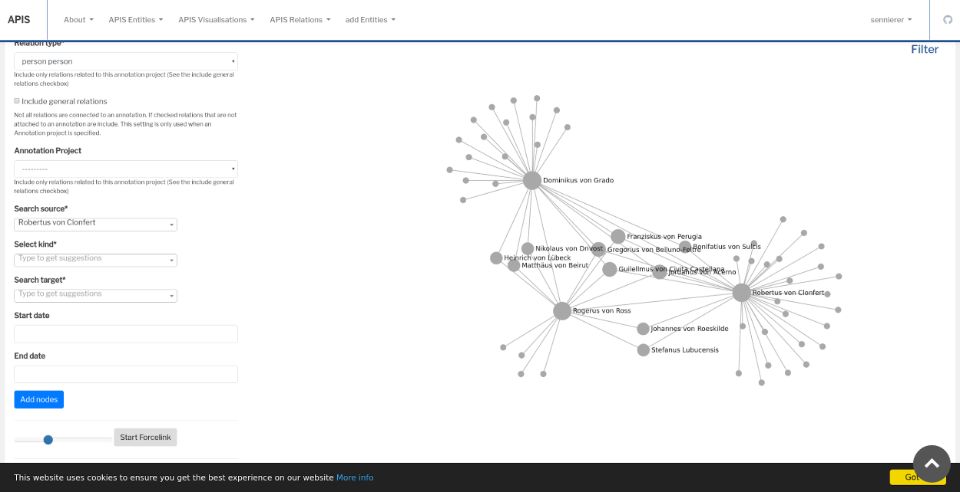 APIS
About
APIS Entities
APIS Visualisations
APIS Relations
add Entities
sennierer
Relation type*
person person
Include only relations related to this annotation project (See the include general
relations checkbox)
Include general relations
Not all relations are connected to an annotation. If checked relations that are not
attached to an annotation are include. This setting is only used when an
Annotation project is specified.
Annotation Project
---------
Include only relations related to this annotation project (See the include general
relations checkbox)
Search source*
Robertus von Clonfert
Select kind*
Type to get suggestions
Search target*
Type to get suggestions
Start date
End date
Add nodes
Start Forcelink
Filter
Dominikus von Grado
Franziskus von Perugia
Nikolaus von Drivast
Gregorius von Belluno-Feltre
Bonifatius von Sulcis
Heinrich von Lübeck
Matthäus von Beirut
Guilellmus von Civita Castellana
Jordanus von Acerno
Robertus von Clonfert
Rogerus von Ross
Johannes von Roeskilde
Stefanus Lubucensis
This website uses cookies to ensure you get the best experience on our website More info